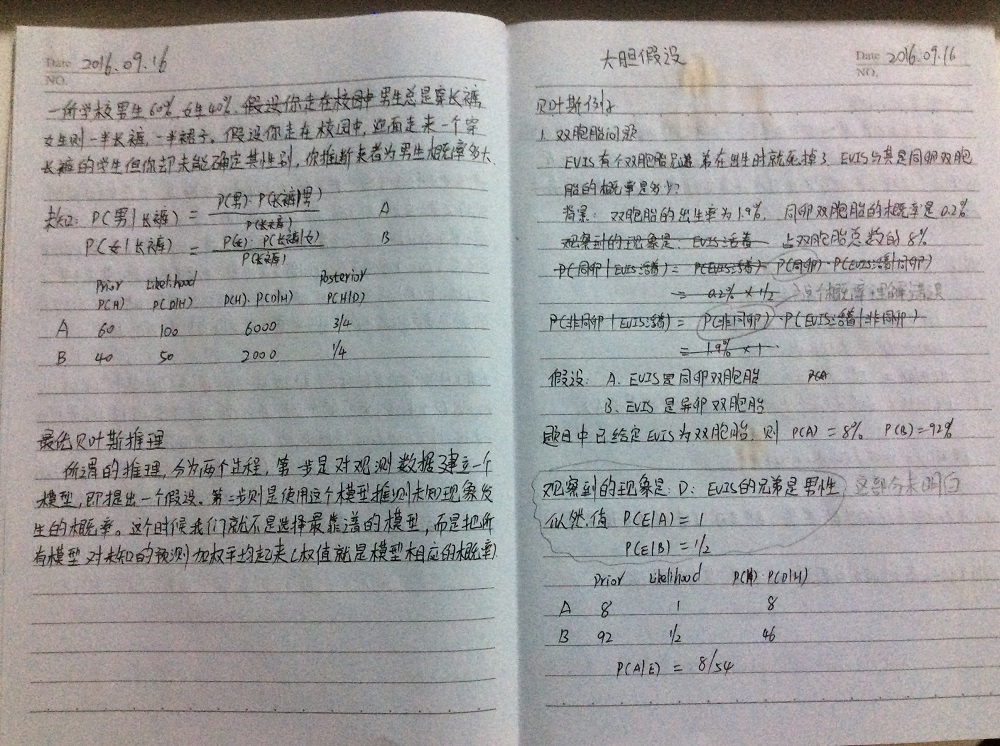 Date 2016.09.16
NO.
一所学校男生60%,女生40%. 假设你走在校园中 男生总是穿长裤
女生则一半长裤,一半裙子。假设你走在校园中,迎面走来一个穿
长裤的学生但你却未能确定其性别,你推断来者为男生概率多大.
未知: P(男|长裤) = P(男)·P(长裤|男) / P(长裤) A
P(女|长裤) = P(女)·P(长裤|女) / P(长裤) B
Prior Likelihood Posterior
P(H) P(D|H) P(H)·P(D|H) P(H|D)
A 60 100 6000 3/4
B 40 50 2000 1/4
最优贝叶斯推理
所谓的推理,分为两个过程,第一步是对观测数据建立一个
模型,即提出一个假设。第二步则是使用这个模型推测未知现象发
生的概率。这个时候我们就不是选择最靠谱的模型,而是把所
有模型对未知的预测加权平均起来(权值就是模型相应的概率)
大胆假设
Date 2016.09.16
NO.
贝叶斯例子
1. 双胞胎问题
EVIS有个双胞胎兄弟 弟在出生时就死掉了, EVIS与其是同卵双胞
胎的概率是多少?
背景: 双胞胎的出生率为1.9%, 同卵双胞胎的概率是0.2%
观察到的现象是: EVIS活着 占双胞胎总数的8%
P(同卵|EVIS活着) = P(EVIS活着) P(同卵)·P(EVIS活着|同卵)
= 0.2% × 1/2 这个概率理解错误
P(非同卵|EVIS活着) = P(非同卵)·P(EVIS活着|非同卵)
= 1.9% × 1
假设: A. EVIS是同卵双胞胎 P(A
B. EVIS是异卵双胞胎
题目中已给定EVIS为双胞胎,则 P(A)=8% P(B)=92%
观察到的现象是: D: EVIS的兄弟是男性, 这部分未明白
似然值 P(E|A) = 1
P(E|B) = 1/2
Prior Likelihood P(H) P(D|H)
A 8 1 8
B 92 1/2 46
P(A|E) = 8/54